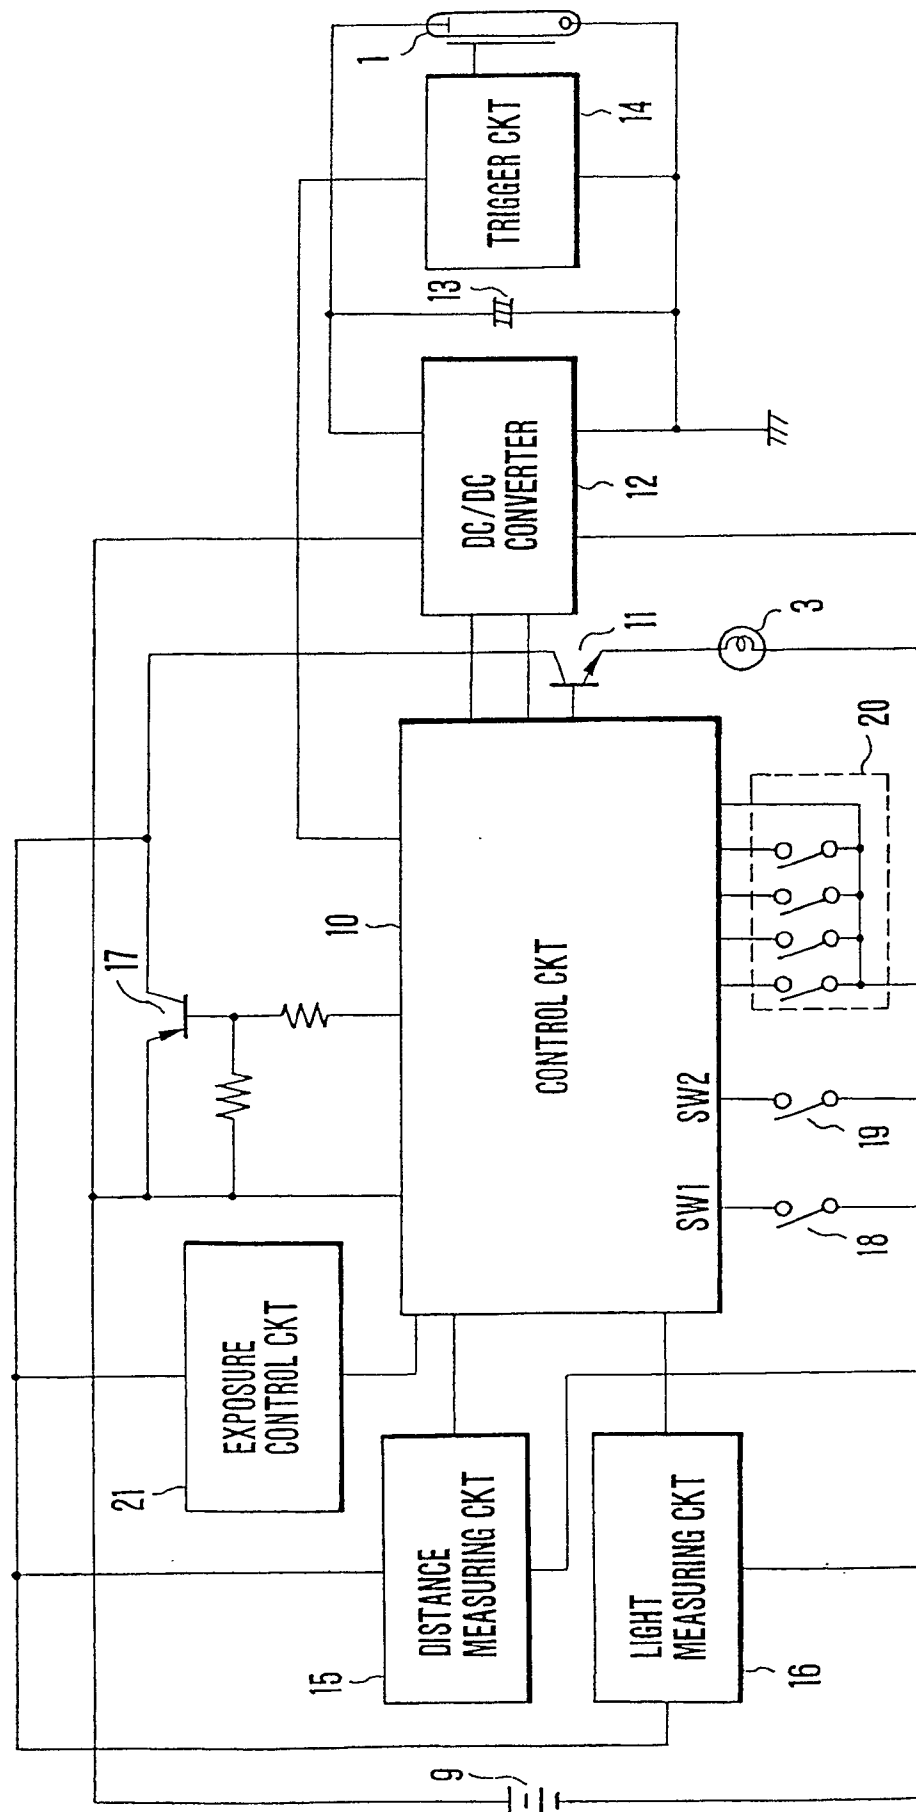 1
TRIGGER CKT
14
13
DC/DC
CONVERTER
12
11
3
17
10
CONTROL CKT
20
SW2
19
SW1
18
EXPOSURE
CONTROL CKT
21
DISTANCE
MEASURING CKT
15
LIGHT
MEASURING CKT
16
9